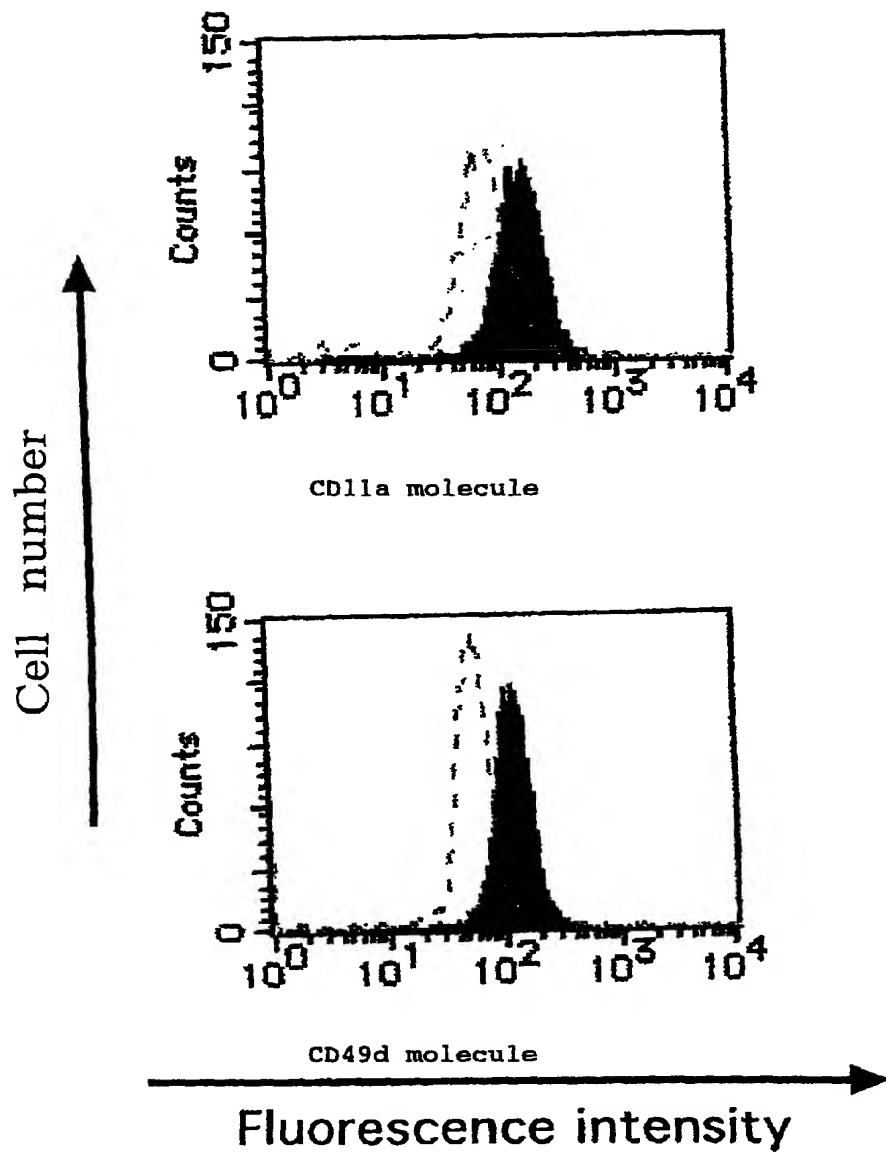 150
Counts
0
10^0 10^1 10^2 10^3 10^4
CD11a molecule
Cell number
150
Counts
0
10^0 10^1 10^2 10^3 10^4
CD49d molecule
Fluorescence intensity